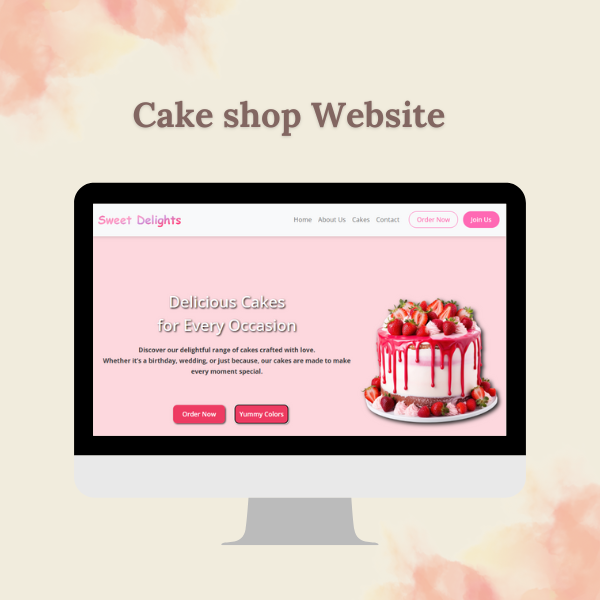 Cake shop Website
Sweet Delights
Home About Us Cakes Contact Order Now Join Us
Delicious Cakes
for Every Occasion
Discover our delightful range of cakes crafted with love.
Whether it's a birthday, wedding, or just because, our cakes are made to make
every moment special.
Order Now Yummy Colors